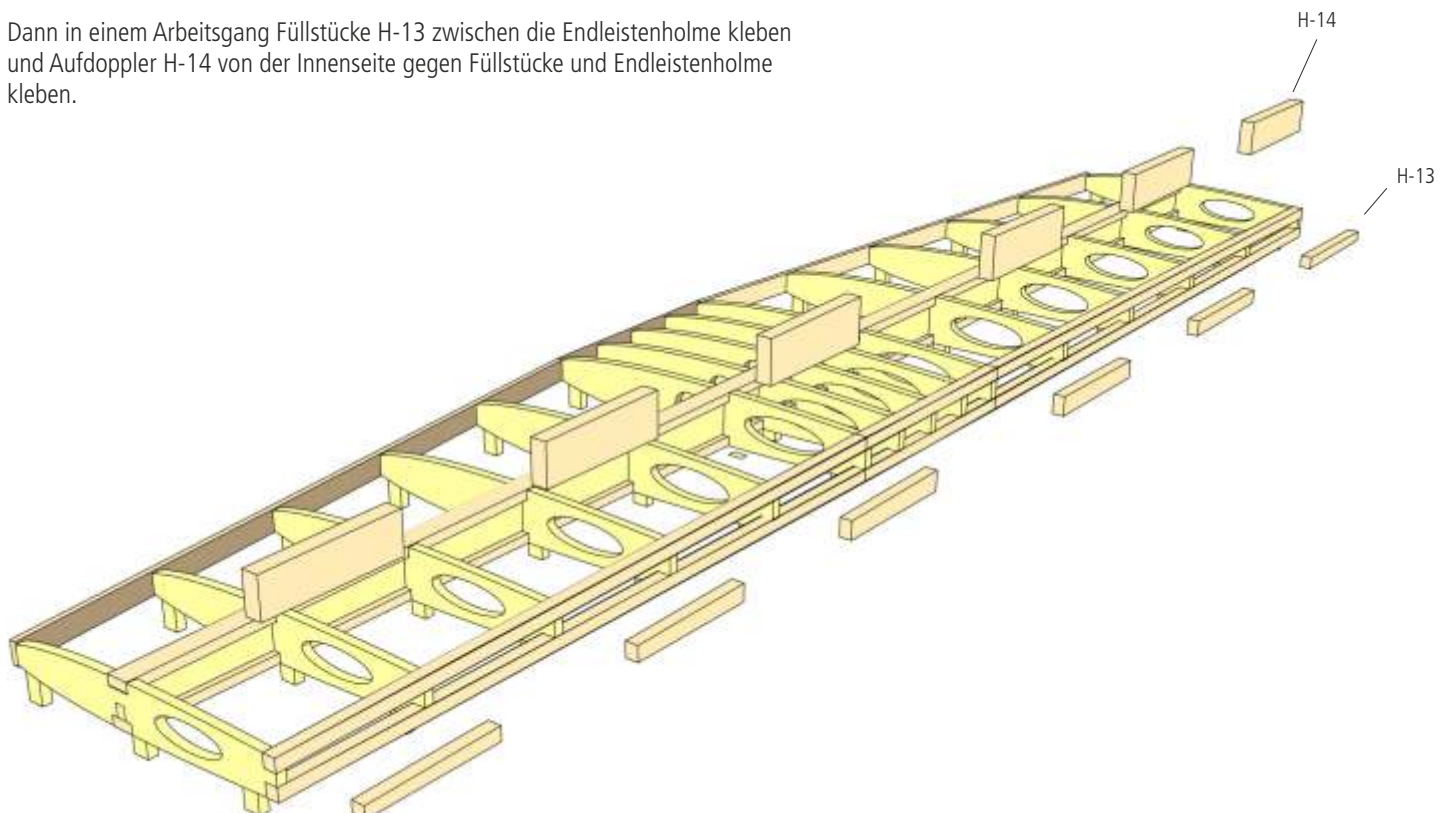 Dann in einem Arbeitsgang Füllstücke H-13 zwischen die Endleistenholme kleben
und Aufdoppler H-14 von der Innenseite gegen Füllstücke und Endleistenholme
kleben.
H-14
H-13